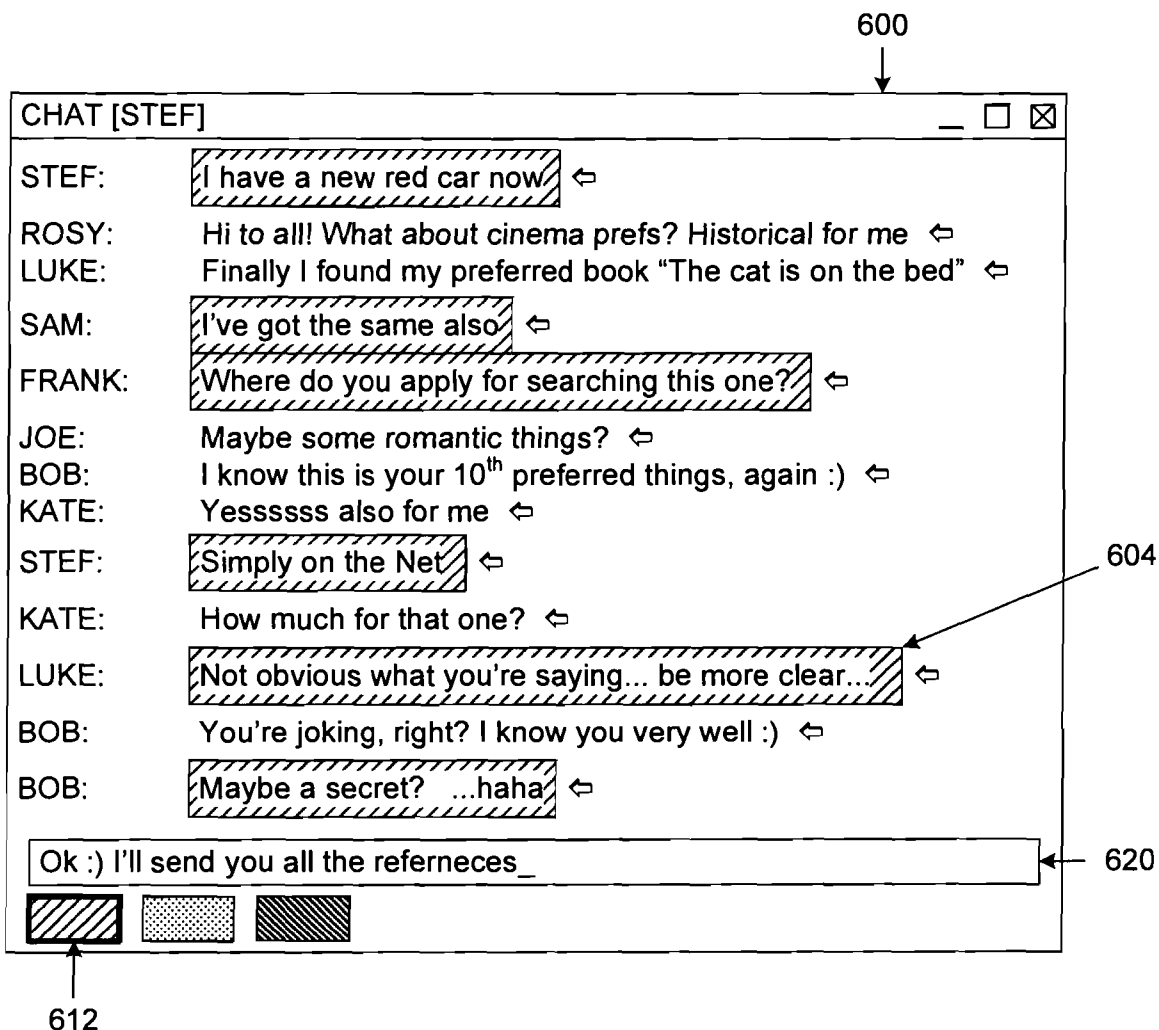 600
CHAT [STEF]
STEF: I have a new red car now
ROSY: Hi to all! What about cinema prefs? Historical for me
LUKE: Finally I found my preferred book “The cat is on the bed”
SAM: I've got the same also
FRANK: Where do you apply for searching this one?
JOE: Maybe some romantic things?
BOB: I know this is your 10th preferred things, again :)
KATE: Yessssss also for me
STEF: Simply on the Net
604
KATE: How much for that one?
LUKE: Not obvious what you're saying... be more clear...
BOB: You're joking, right? I know you very well :)
BOB: Maybe a secret? ...haha
Ok :) I'll send you all the referneces_
620
612